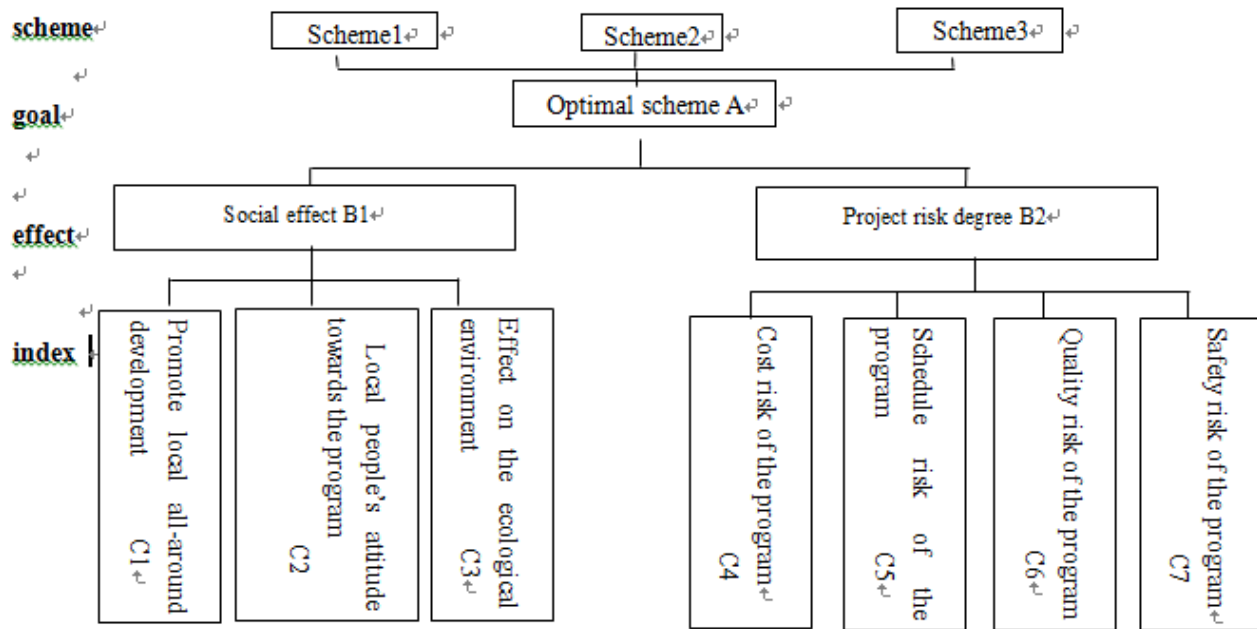 scheme
Scheme1
Scheme2
Scheme3
goal
Optimal scheme A
effect
Social effect B1
Project risk degree B2
index
Promote local all-around
development C1
Local people's attitude
towards the program
C2
Effect on the ecological
environment C3
Cost risk of the program
C4
Schedule risk of the
program C5
Quality risk of the program
C6
Safety risk of the program
C7